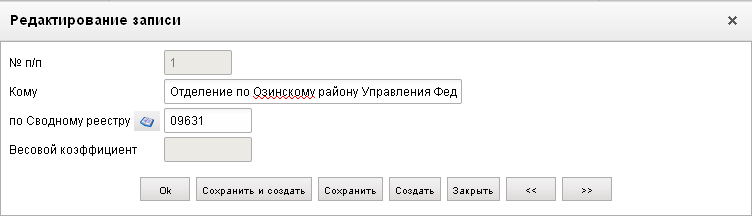 Редактирование записи ×
№ п/п 1
Кому Отделение по Озинскому району Управления Фед
по Сводному реестру 09631
Весовой коэффициент
Ok Сохранить и создать Сохранить Создать Закрыть << >>